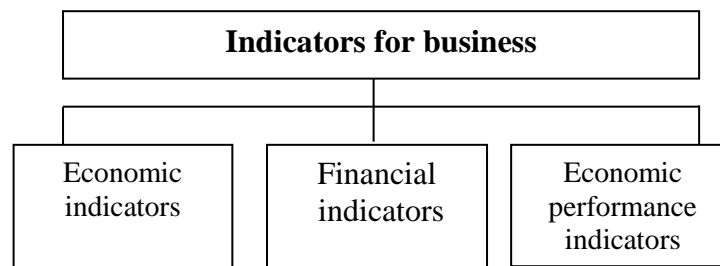 Indicators for business
Economic
indicators
Financial
indicators
Economic
performance
indicators